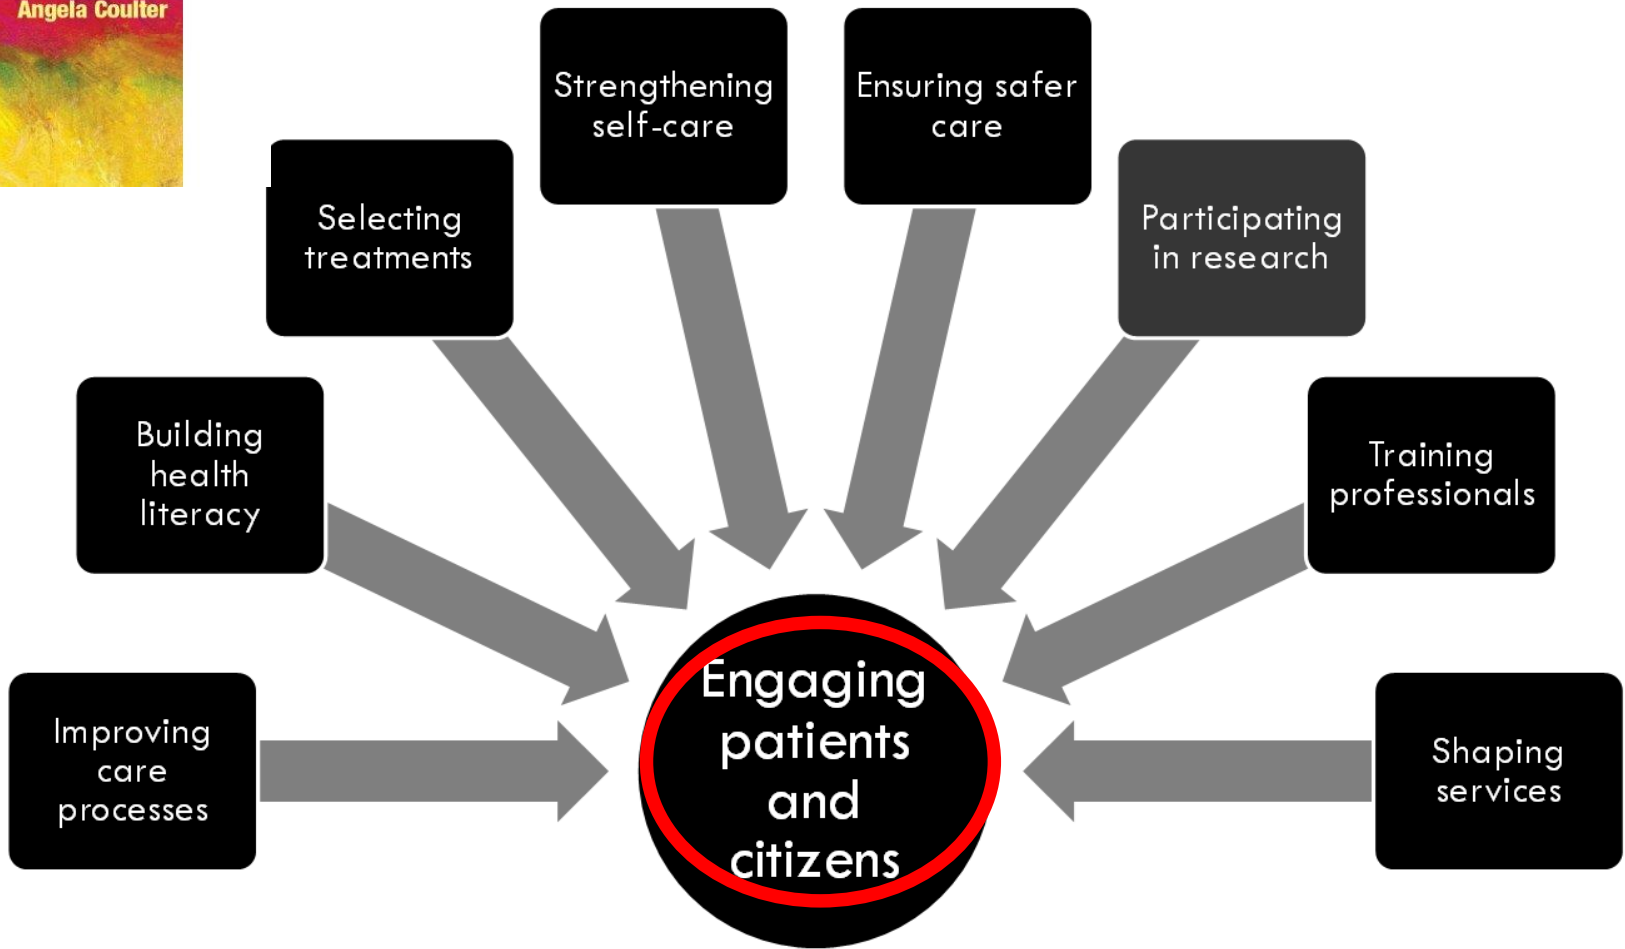 Angela Coulter
Strengthening
self-care
Ensuring safer
care
Selecting
treatments
Participating
in research
Building
health
literacy
Training
professionals
Improving
care
processes
Engaging
patients
and
citizens
Shaping
services